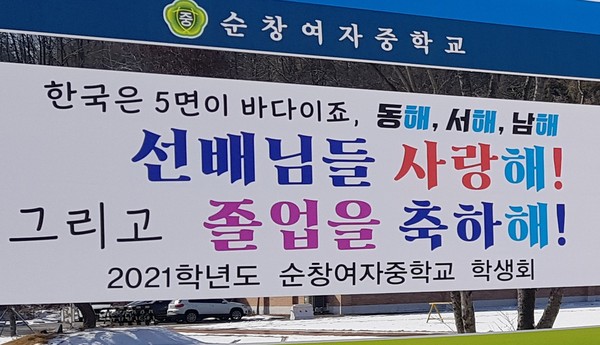 중
순창여자중학교
한국은 5면이 바다이죠, 동해, 서해, 남해
선배님들 사랑해!
그리고 졸업을 축하해!
2021학년도 순창여자중학교 학생회